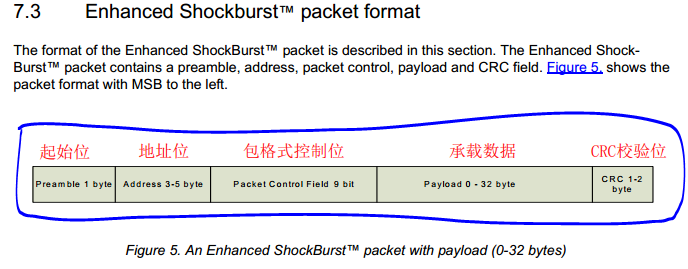 7.3 Enhanced Shockburst™ packet format
The format of the Enhanced ShockBurst™ packet is described in this section. The Enhanced Shock-
Burst™ packet contains a preamble, address, packet control, payload and CRC field. Figure 5. shows the
packet format with MSB to the left.
起始位 地址位 包格式控制位 承载数据 CRC校验位
Preamble 1 byte Address 3-5 byte Packet Control Field 9 bit Payload 0 - 32 byte CRC 1-2
byte
Figure 5. An Enhanced ShockBurst™ packet with payload (0-32 bytes)